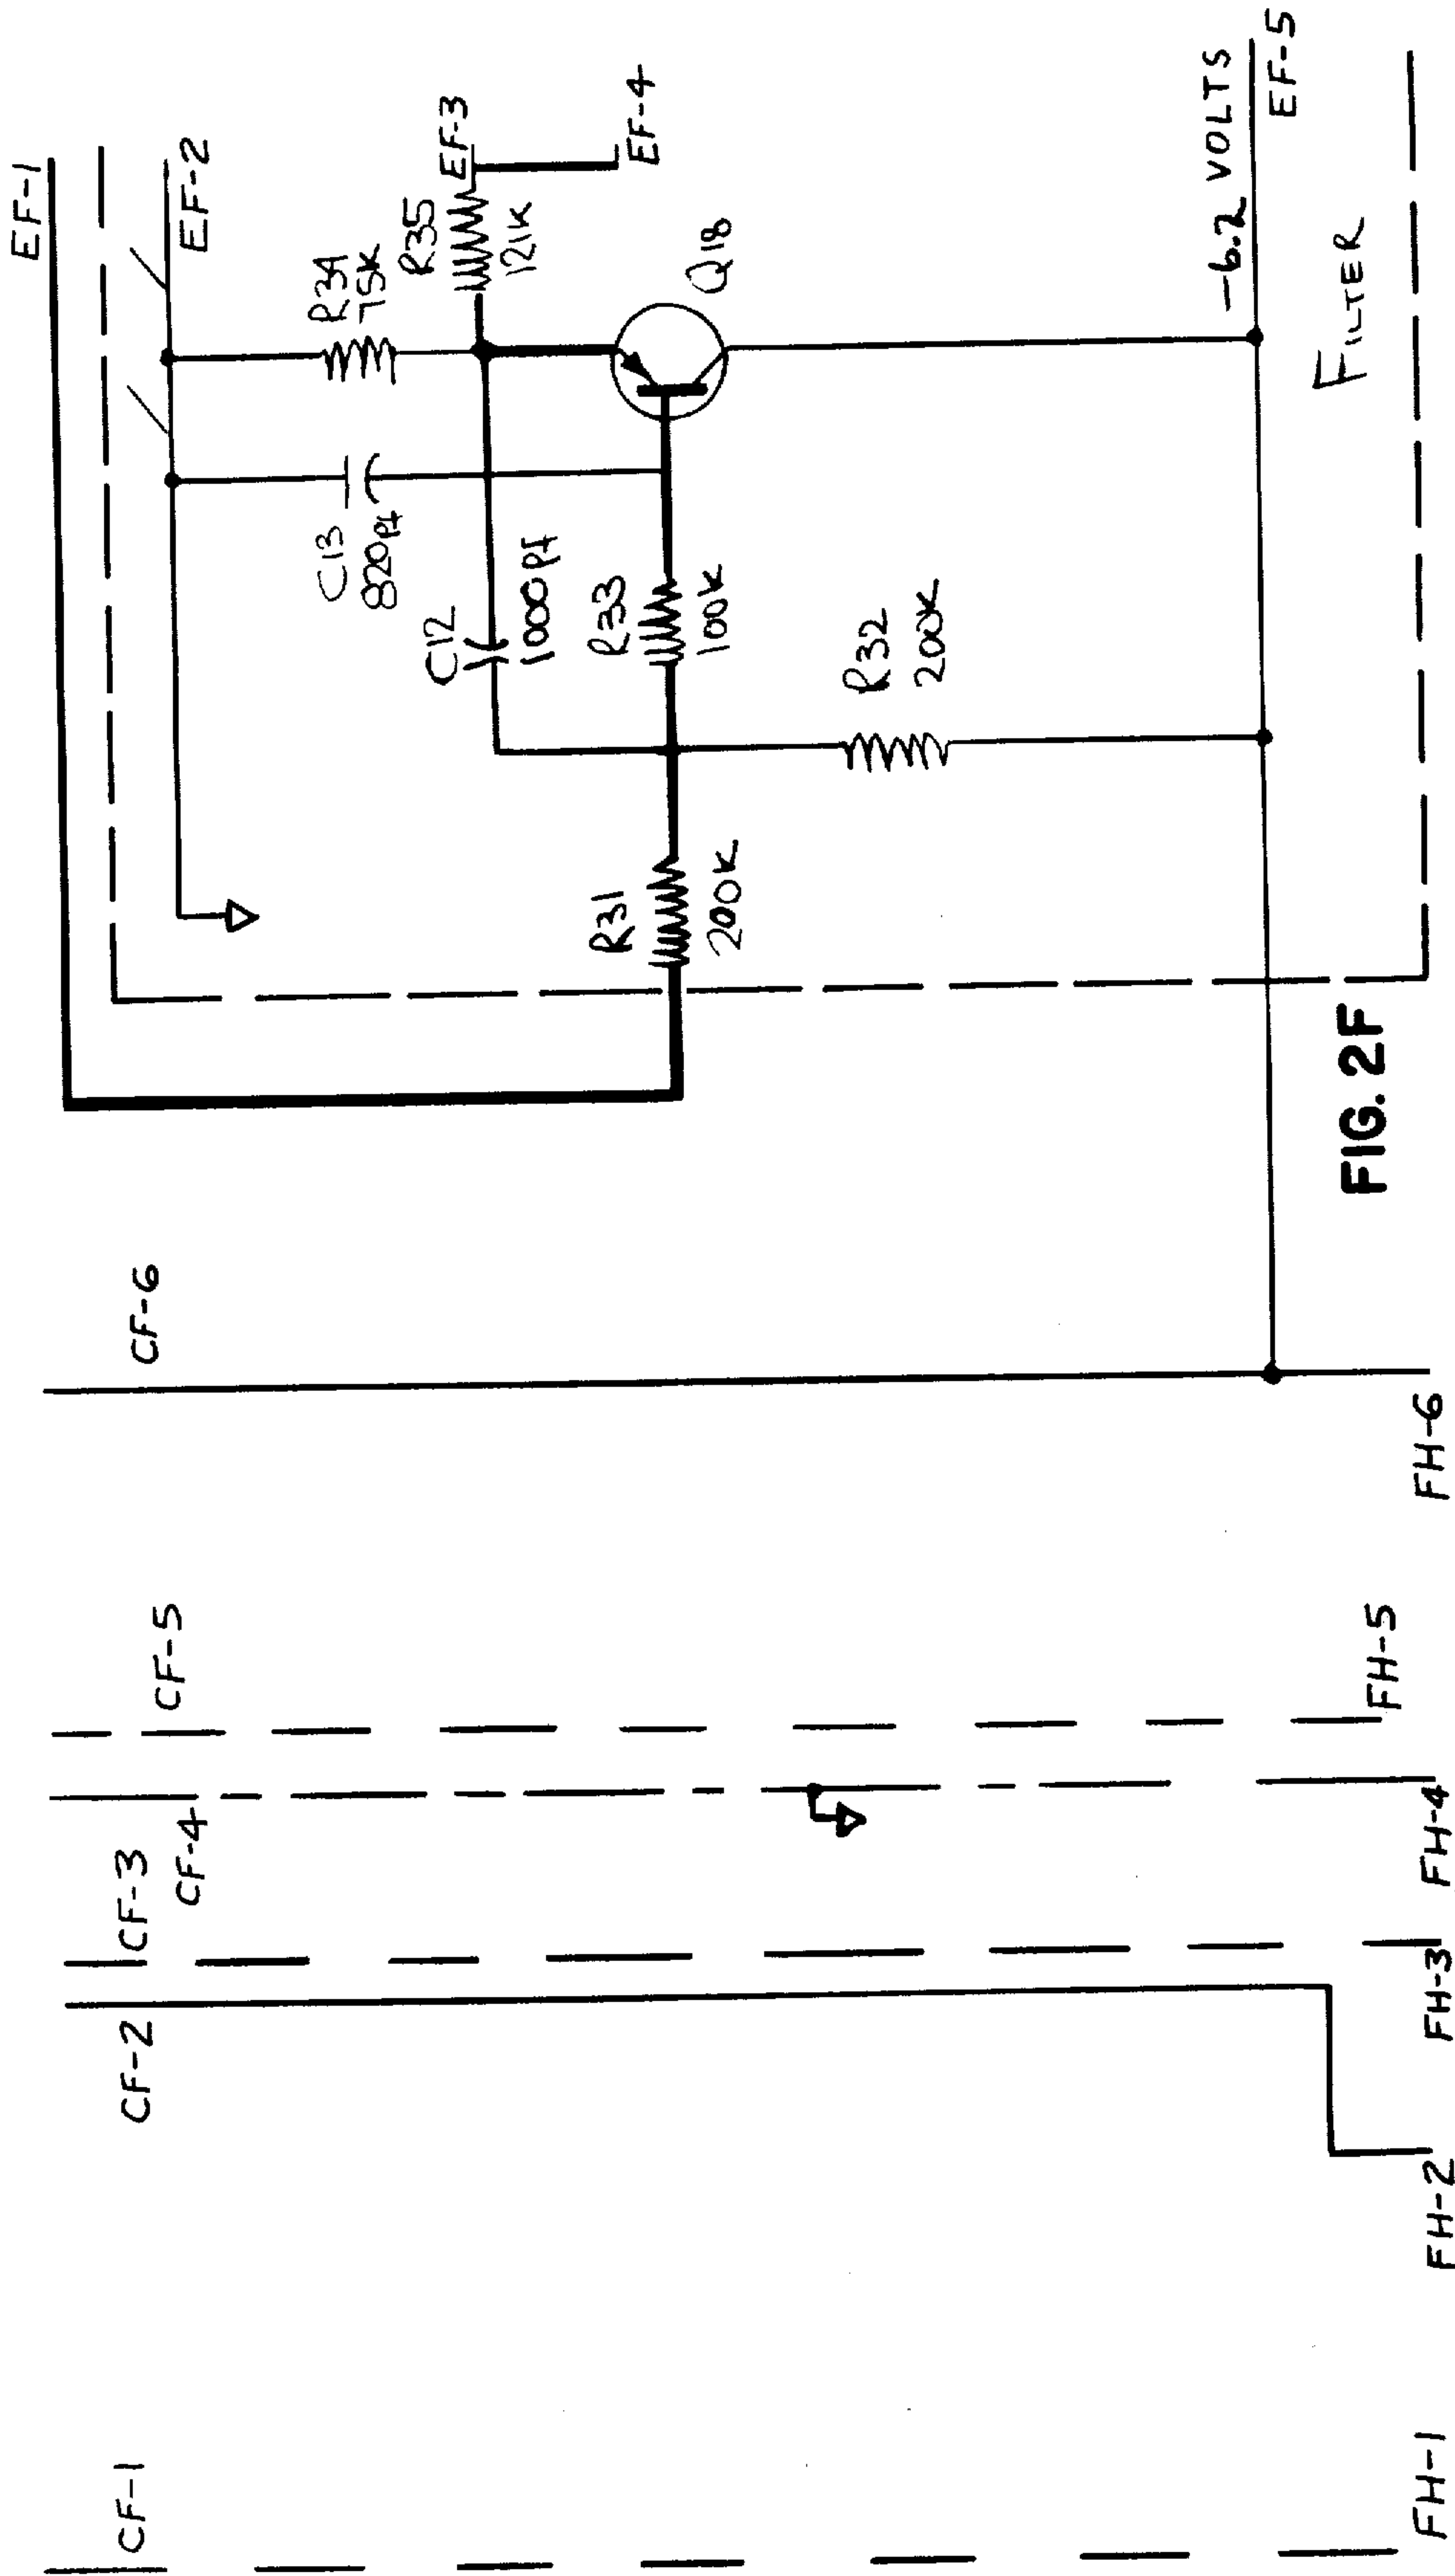 EF-1
EF-2
R34
75K
R35
121K
EF-3
EF-4
C13
820pf
Q18
C12
1000pf
R33
100K
R31
200K
R32
200K
-6.2 VOLTS
EF-5
FILTER
FIG. 2F
CF-6
FH-6
CF-5
FH-5
CF-4
FH-4
CF-3
FH-3
CF-2
FH-2
CF-1
FH-1